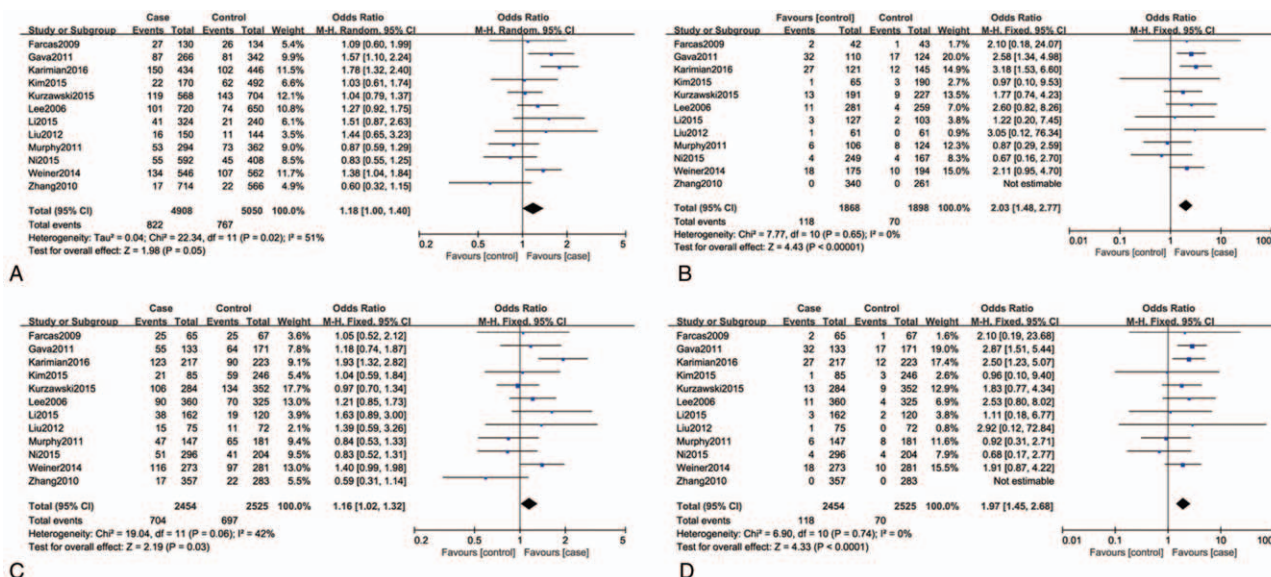 Case Control Odds Ratio Odds Ratio
Study or Subgroup Events Total Events Total Weight M-H. Random. 95% CI M-H. Random. 95% CI
Farcas2009 27 130 26 134 5.4% 1.09 [0.60, 1.99]
Gava2011 87 266 81 342 11.1% 1.57 [1.10, 2.24]
Karimian2016 150 434 102 446 13.8% 1.78 [1.32, 2.40]
Kim2015 22 170 62 492 6.9% 1.03 [0.61, 1.74]
Kurzawski2015 119 568 143 704 12.1% 1.04 [0.79, 1.37]
Lee2006 101 720 74 650 11.9% 1.27 [0.92, 1.75]
Li2015 41 324 21 240 6.1% 1.51 [0.87, 2.63]
Liu2012 16 150 11 144 3.7% 1.44 [0.65, 3.23]
Murphy2011 53 294 73 362 9.0% 0.87 [0.59, 1.29]
Ni2015 55 592 45 408 8.3% 0.83 [0.55, 1.25]
Weiner2014 134 546 107 562 11.7% 1.38 [1.04, 1.84]
Zhang2010 17 714 22 566 4.9% 0.60 [0.32, 1.15]
Total (95% CI) 4908 5050 100.0% 1.18 [1.00, 1.40]
Total events 822 767
Heterogeneity: Tau² = 0.04; Chi² = 22.34, df = 11 (P = 0.02); I² = 51%
Test for overall effect: Z = 1.98 (P = 0.05)
0.2 0.5 1 2 5
Favours [control] Favours [case]
A
Favours [control] Control Odds Ratio Odds Ratio
Study or Subgroup Events Total Events Total Weight M-H. Fixed. 95% CI M-H. Fixed. 95% CI
Farcas2009 2 42 1 43 1.7% 2.10 [0.18, 24.07]
Gava2011 32 110 17 124 20.7% 2.58 [1.34, 4.98]
Karimian2016 27 121 12 145 14.9% 3.18 [1.53, 6.60]
Kim2015 1 65 3 190 2.7% 0.97 [0.10, 9.53]
Kurzawski2015 13 191 9 227 13.5% 1.77 [0.74, 4.23]
Lee2006 11 281 4 259 7.1% 2.60 [0.82, 8.26]
Li2015 3 127 2 103 3.8% 1.22 [0.20, 7.45]
Liu2012 1 61 0 61 0.9% 3.05 [0.12, 76.34]
Murphy2011 6 106 8 124 12.4% 0.87 [0.29, 2.59]
Ni2015 4 249 4 167 8.4% 0.67 [0.16, 2.70]
Weiner2014 18 175 10 194 15.0% 2.11 [0.95, 4.70]
Zhang2010 0 340 0 261 Not estimable
Total (95% CI) 1868 1898 100.0% 2.03 [1.48, 2.77]
Total events 118 70
Heterogeneity: Chi² = 7.77, df = 10 (P = 0.65); I² = 0%
Test for overall effect: Z = 4.43 (P < 0.00001)
0.01 0.1 1 10 100
Favours [control] Favours [case]
B
Case Control Odds Ratio Odds Ratio
Study or Subgroup Events Total Events Total Weight M-H. Fixed. 95% CI M-H. Fixed. 95% CI
Farcas2009 25 65 25 67 3.6% 1.05 [0.52, 2.12]
Gava2011 55 133 64 171 7.8% 1.18 [0.74, 1.87]
Karimian2016 123 217 90 223 9.1% 1.93 [1.32, 2.82]
Kim2015 21 85 59 246 5.4% 1.04 [0.59, 1.84]
Kurzawski2015 106 284 134 352 17.7% 0.97 [0.70, 1.34]
Lee2006 90 360 70 325 13.0% 1.21 [0.85, 1.73]
Li2015 38 162 19 120 4.0% 1.63 [0.89, 3.00]
Liu2012 15 75 11 72 2.1% 1.39 [0.59, 3.26]
Murphy2011 47 147 65 181 9.4% 0.84 [0.53, 1.33]
Ni2015 51 296 41 204 9.5% 0.83 [0.52, 1.31]
Weiner2014 116 273 97 281 13.0% 1.40 [0.99, 1.98]
Zhang2010 17 357 22 283 5.5% 0.59 [0.31, 1.14]
Total (95% CI) 2454 2525 100.0% 1.16 [1.02, 1.32]
Total events 704 697
Heterogeneity: Chi² = 19.04, df = 11 (P = 0.06); I² = 42%
Test for overall effect: Z = 2.19 (P = 0.03)
0.2 0.5 1 2 5
Favours [control] Favours [case]
C
Case Control Odds Ratio Odds Ratio
Study or Subgroup Events Total Events Total Weight M-H. Fixed. 95% CI M-H. Fixed. 95% CI
Farcas2009 2 65 1 67 1.6% 2.10 [0.19, 23.68]
Gava2011 32 133 17 171 19.0% 2.87 [1.51, 5.44]
Karimian2016 27 217 12 223 17.4% 2.50 [1.23, 5.07]
Kim2015 1 85 3 246 2.6% 0.96 [0.10, 9.40]
Kurzawski2015 13 284 9 352 12.9% 1.83 [0.77, 4.34]
Lee2006 11 360 4 325 6.8% 2.53 [0.80, 8.02]
Li2015 3 162 2 120 3.8% 1.11 [0.18, 6.77]
Liu2012 1 75 0 72 0.8% 2.92 [0.12, 72.84]
Murphy2011 6 147 8 181 11.6% 0.92 [0.31, 2.71]
Ni2015 4 296 4 204 7.9% 0.68 [0.17, 2.77]
Weiner2014 18 273 10 281 15.5% 1.91 [0.87, 4.22]
Zhang2010 0 357 0 283 Not estimable
Total (95% CI) 2454 2525 100.0% 1.97 [1.45, 2.68]
Total events 118 70
Heterogeneity: Chi² = 6.90, df = 10 (P = 0.74); I² = 0%
Test for overall effect: Z = 4.33 (P < 0.0001)
0.01 0.1 1 10 100
Favours [control] Favours [case]
D